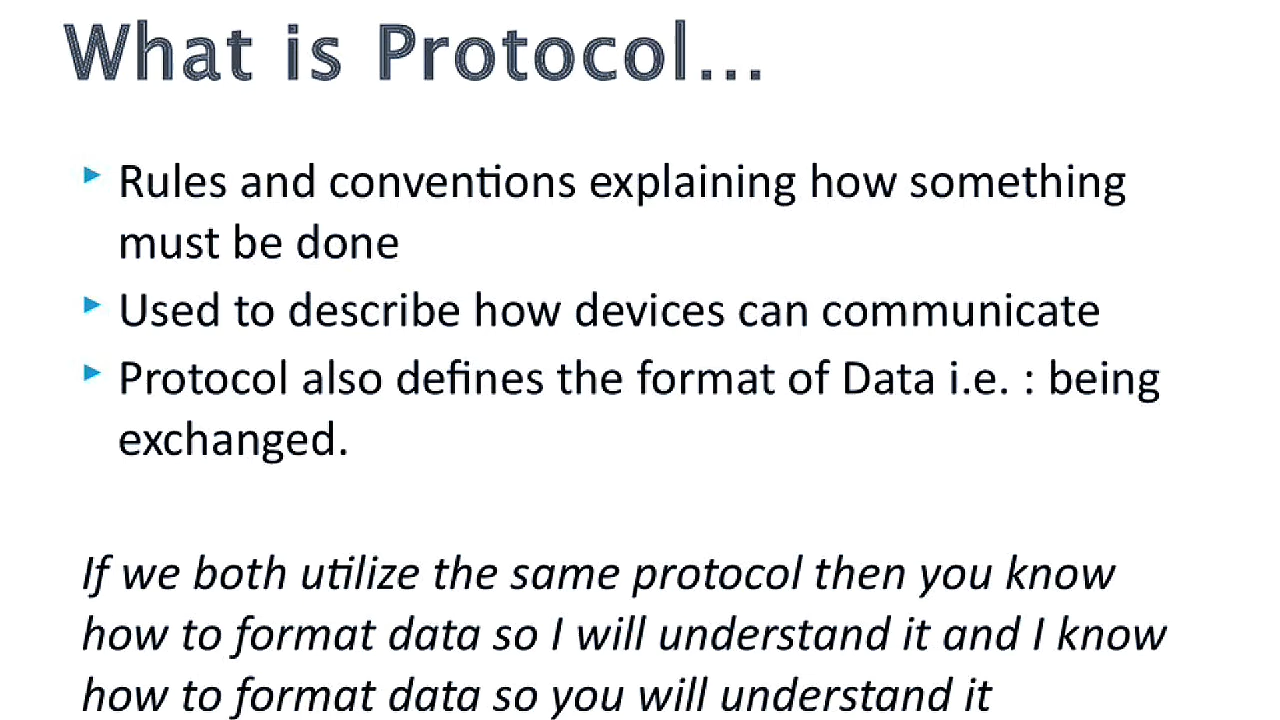 What is Protocol...
Rules and conventions explaining how something
must be done
Used to describe how devices can communicate
Protocol also defines the format of Data i.e. : being
exchanged.
If we both utilize the same protocol then you know
how to format data so I will understand it and I know
how to format data so you will understand it